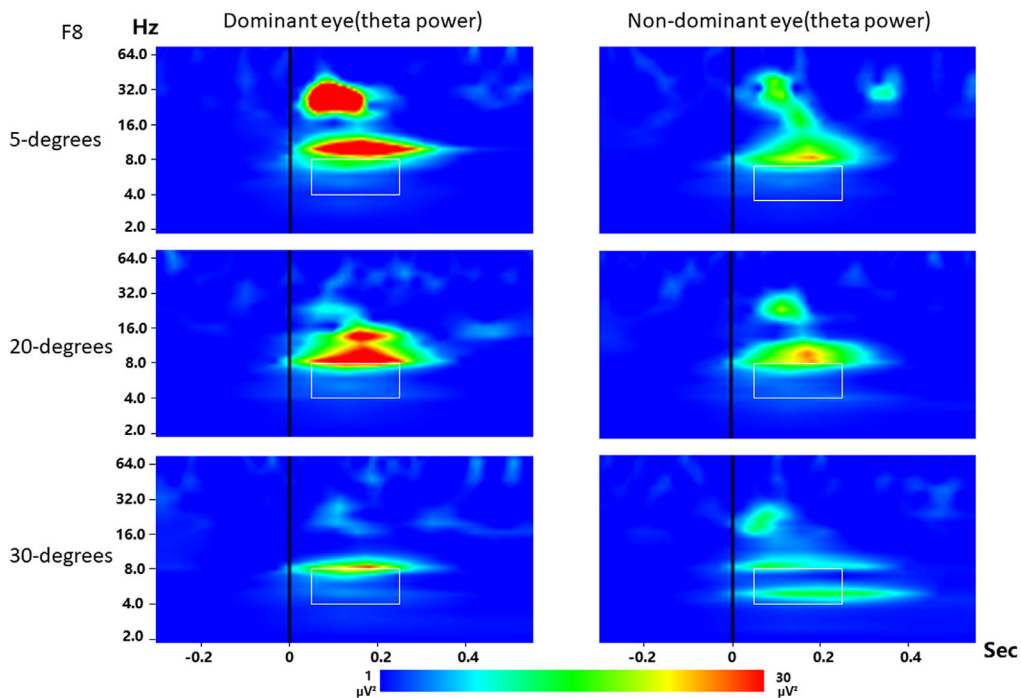 F8
Hz
Dominant eye(theta power)
Non-dominant eye(theta power)
5-degrees
64.0
32.0
16.0
8.0
4.0
2.0
20-degrees
64.0
32.0
16.0
8.0
4.0
2.0
30-degrees
64.0
32.0
16.0
8.0
4.0
2.0
-0.2 0 0.2 0.4
-0.2 0 0.2 0.4 Sec
1 30
μV² μV²